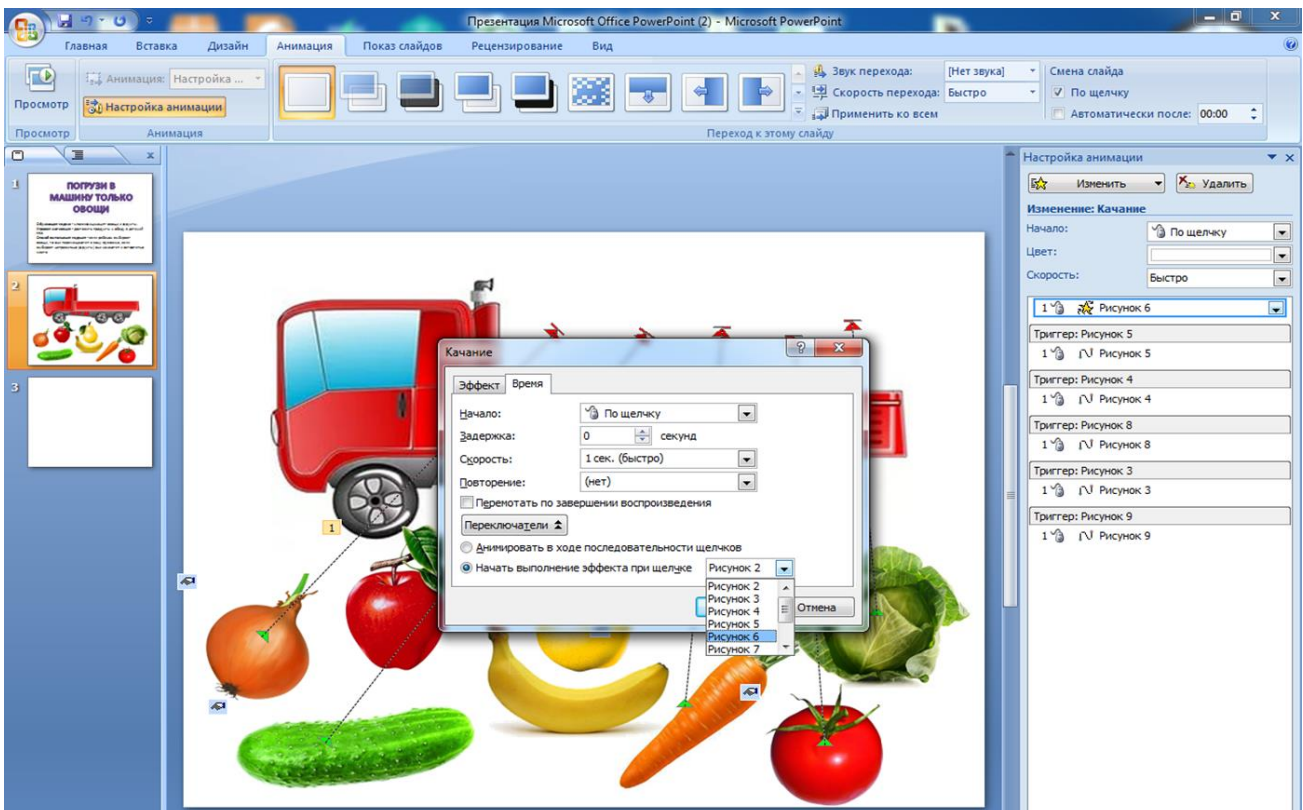 Презентация Microsoft Office PowerPoint (2) - Microsoft PowerPoint
Главная Вставка Дизайн Анимация Показ слайдов Рецензирование Вид
Просмотр
Анимация: Настройка ...
Настройка анимации
Звук перехода: [Нет звука]
Скорость перехода: Быстро
Применить ко всем
Смена слайда
По щелчку
Автоматически после: 00:00
Просмотр Анимация Переход к этому слайду
1
ПОГРУЗИ В
МАШИНУ ТОЛЬКО
ОВОЩИ
2
3
Настройка анимации
Изменить Удалить
Изменение: Качание
Начало: По щелчку
Цвет:
Скорость: Быстро
1 Рисунок 6
Триггер: Рисунок 5
1 Рисунок 5
Триггер: Рисунок 4
1 Рисунок 4
Триггер: Рисунок 8
1 Рисунок 8
Триггер: Рисунок 3
1 Рисунок 3
Триггер: Рисунок 9
1 Рисунок 9
Качание
Эффект Время
Начало: По щелчку
Задержка: 0 секунд
Скорость: 1 сек. (быстро)
Повторение: (нет)
Перемотать по завершении воспроизведения
Переключатели
Анимировать в ходе последовательности щелчков
Начать выполнение эффекта при щелчке Рисунок 2
Рисунок 2
Рисунок 3
Рисунок 4
Рисунок 5
Рисунок 6
Рисунок 7
Отмена
1